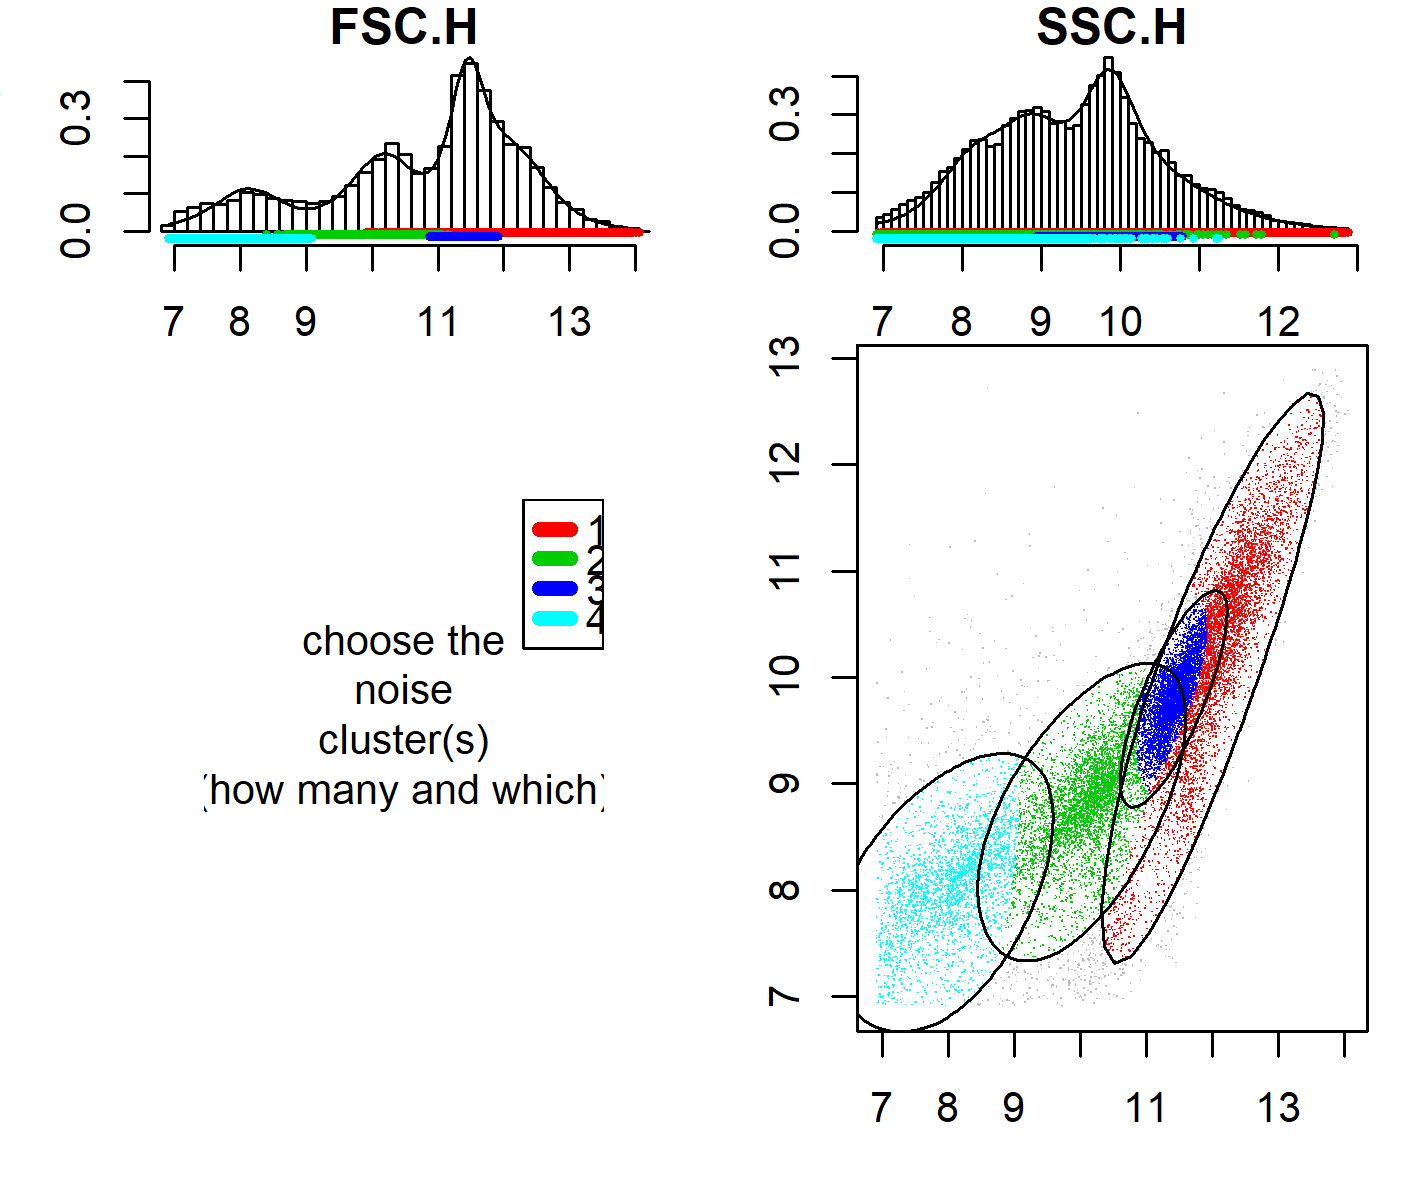 FSC.H
SSC.H
0.0 0.3
7 8 9 11 13
0.0 0.3
7 8 9 10 12
1
2
3
4
choose the
noise
cluster(s)
(how many and which)
13
12
11
10
9
8
7
7 8 9 11 13